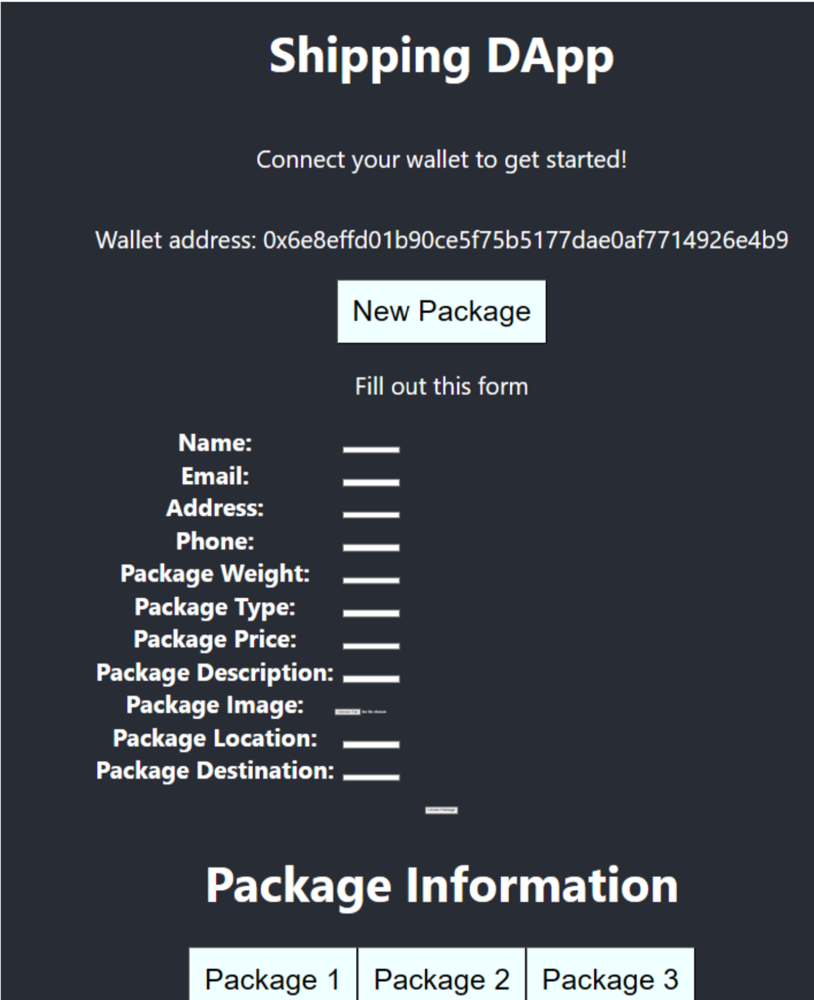 Shipping DApp
Connect your wallet to get started!
Wallet address: 0x6e8effd01b90ce5f75b5177dae0af7714926e4b9
New Package
Fill out this form
Name:
Email:
Address:
Phone:
Package Weight:
Package Type:
Package Price:
Package Description:
Package Image:
Package Location:
Package Destination:
Package Information
Package 1 Package 2 Package 3